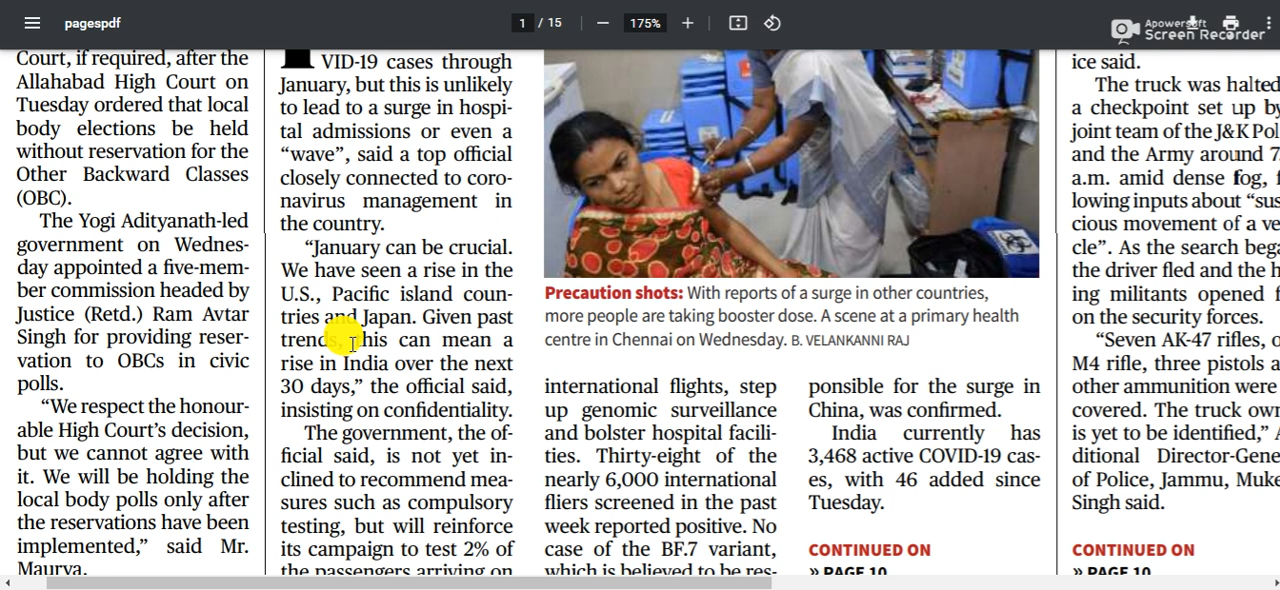 pagespdf
1 / 15
175%
Apowersoft
Screen Recorder
Court, if required, after the
Allahabad High Court on
Tuesday ordered that local
body elections be held
without reservation for the
Other Backward Classes
(OBC).
The Yogi Adityanath-led
government on Wednes-
day appointed a five-mem-
ber commission headed by
Justice (Retd.) Ram Avtar
Singh for providing reser-
vation to OBCs in civic
polls.
“We respect the honour-
able High Court’s decision,
but we cannot agree with
it. We will be holding the
local body polls only after
the reservations have been
implemented,” said Mr.
Maurya.
VID-19 cases through
January, but this is unlikely
to lead to a surge in hospi-
tal admissions or even a
“wave”, said a top official
closely connected to coro-
navirus management in
the country.
“January can be crucial.
We have seen a rise in the
U.S., Pacific island coun-
tries and Japan. Given past
trends, this can mean a
rise in India over the next
30 days,” the official said,
insisting on confidentiality.
The government, the of-
ficial said, is not yet in-
clined to recommend mea-
sures such as compulsory
testing, but will reinforce
its campaign to test 2% of
the passengers arriving on
Precaution shots: With reports of a surge in other countries,
more people are taking booster dose. A scene at a primary health
centre in Chennai on Wednesday. B. VELANKANNI RAJ
international flights, step
up genomic surveillance
and bolster hospital facili-
ties. Thirty-eight of the
nearly 6,000 international
fliers screened in the past
week reported positive. No
case of the BF.7 variant,
which is believed to be res-
ponsible for the surge in
China, was confirmed.
India currently has
3,468 active COVID-19 cas-
es, with 46 added since
Tuesday.
CONTINUED ON
» PAGE 10
ice said.
The truck was halted
a checkpoint set up by
joint team of the J&K Pol
and the Army around 7.
a.m. amid dense fog, f
lowing inputs about “sus
cious movement of a ve
cle”. As the search bega
the driver fled and the h
ing militants opened f
on the security forces.
“Seven AK-47 rifles, o
M4 rifle, three pistols a
other ammunition were
covered. The truck own
is yet to be identified,” A
ditional Director-Gene
of Police, Jammu, Muke
Singh said.
CONTINUED ON
» PAGE 10